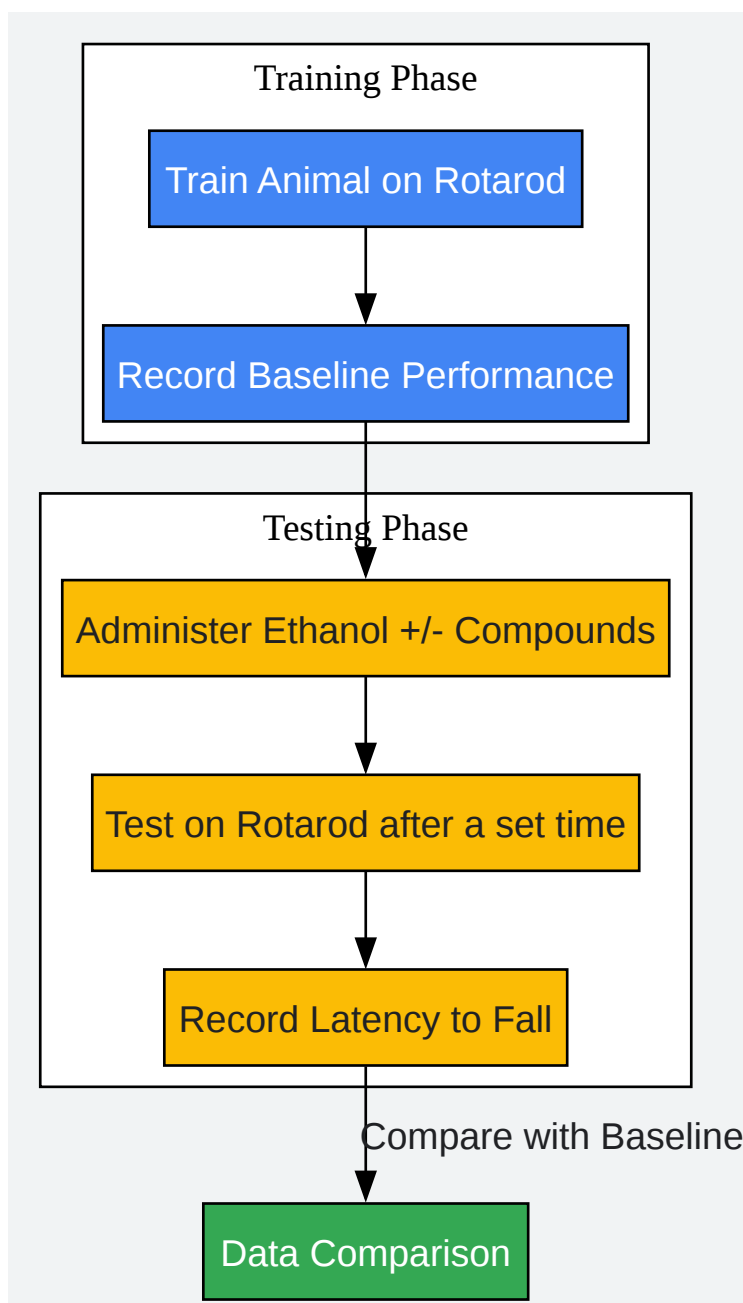 Training Phase
Train Animal on Rotarod
Record Baseline Performance
Testing Phase
Administer Ethanol +/- Compounds
Test on Rotarod after a set time
Record Latency to Fall
Compare with Baseline
Data Comparison